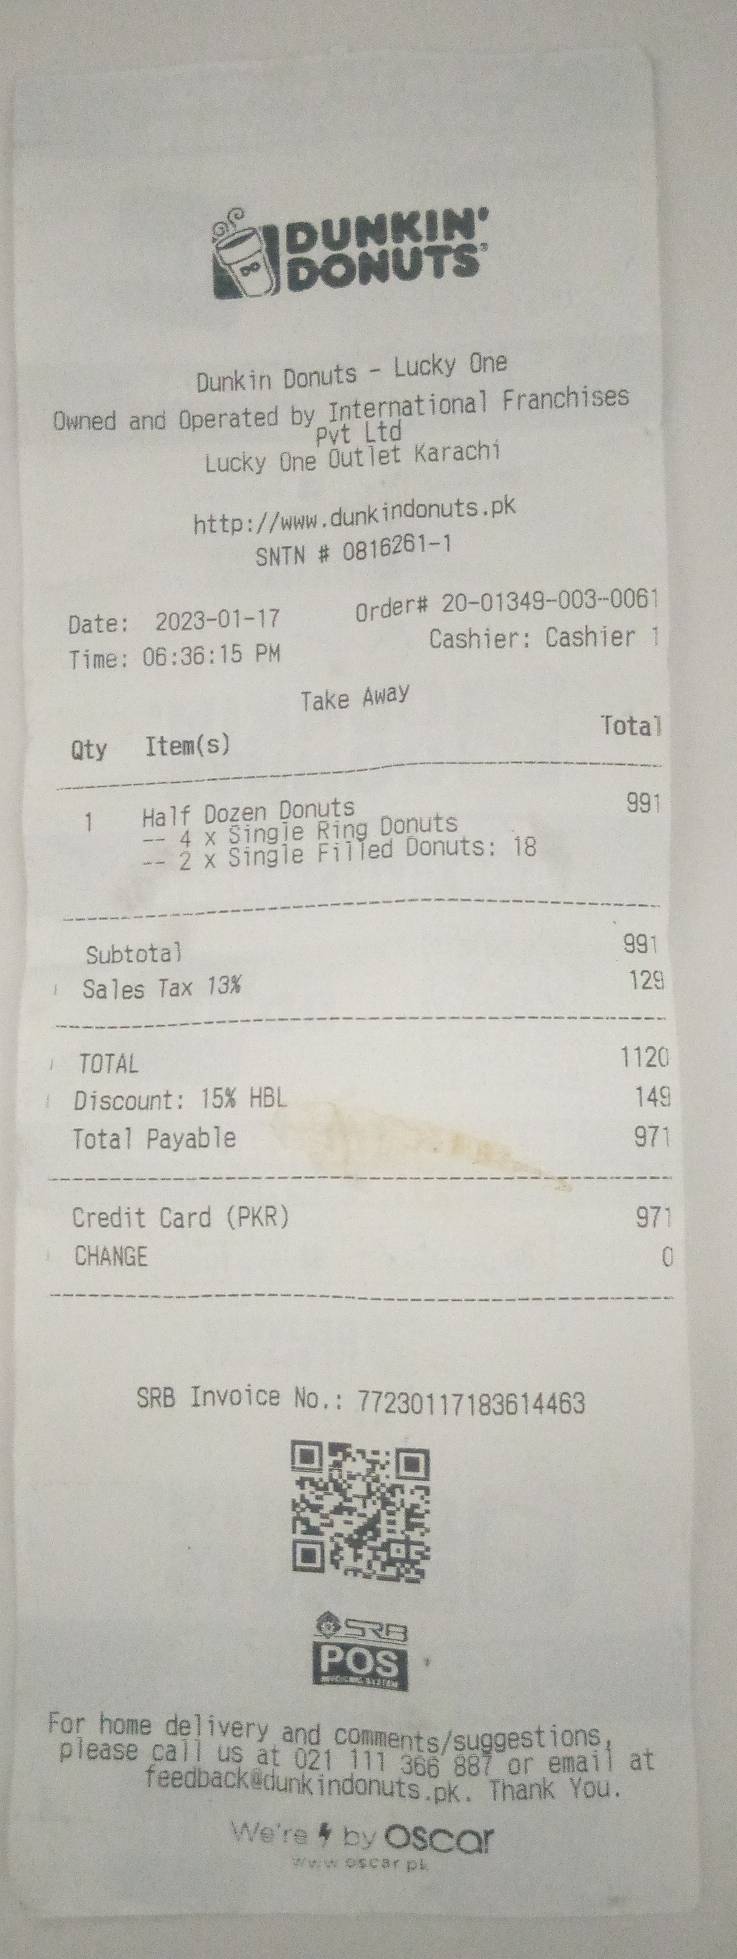 DUNKIN'
DONUTS
Dunkin Donuts - Lucky One
Owned and Operated by International Franchises
Pvt Ltd
Lucky One Outlet Karachi
http://www.dunkindonuts.pk
SNTN # 0816261-1
Date: 2023-01-17 Order# 20-01349-003-0061
Time: 06:36:15 PM Cashier: Cashier 1
Take Away
Qty Item(s) Total
1 Half Dozen Donuts 991
-- 4 x Single Ring Donuts
-- 2 x Single Filled Donuts: 18
Subtotal 991
Sales Tax 13% 129
TOTAL 1120
Discount: 15% HBL 149
Total Payable 971
Credit Card (PKR) 971
CHANGE 0
SRB Invoice No.: 77230117183614463
SRB
POS
INVOICING SYSTEM
For home delivery and comments/suggestions,
please call us at 021 111 366 887 or email at
feedback@dunkindonuts.pk. Thank You.
We're by oscar
www.oscar.pk